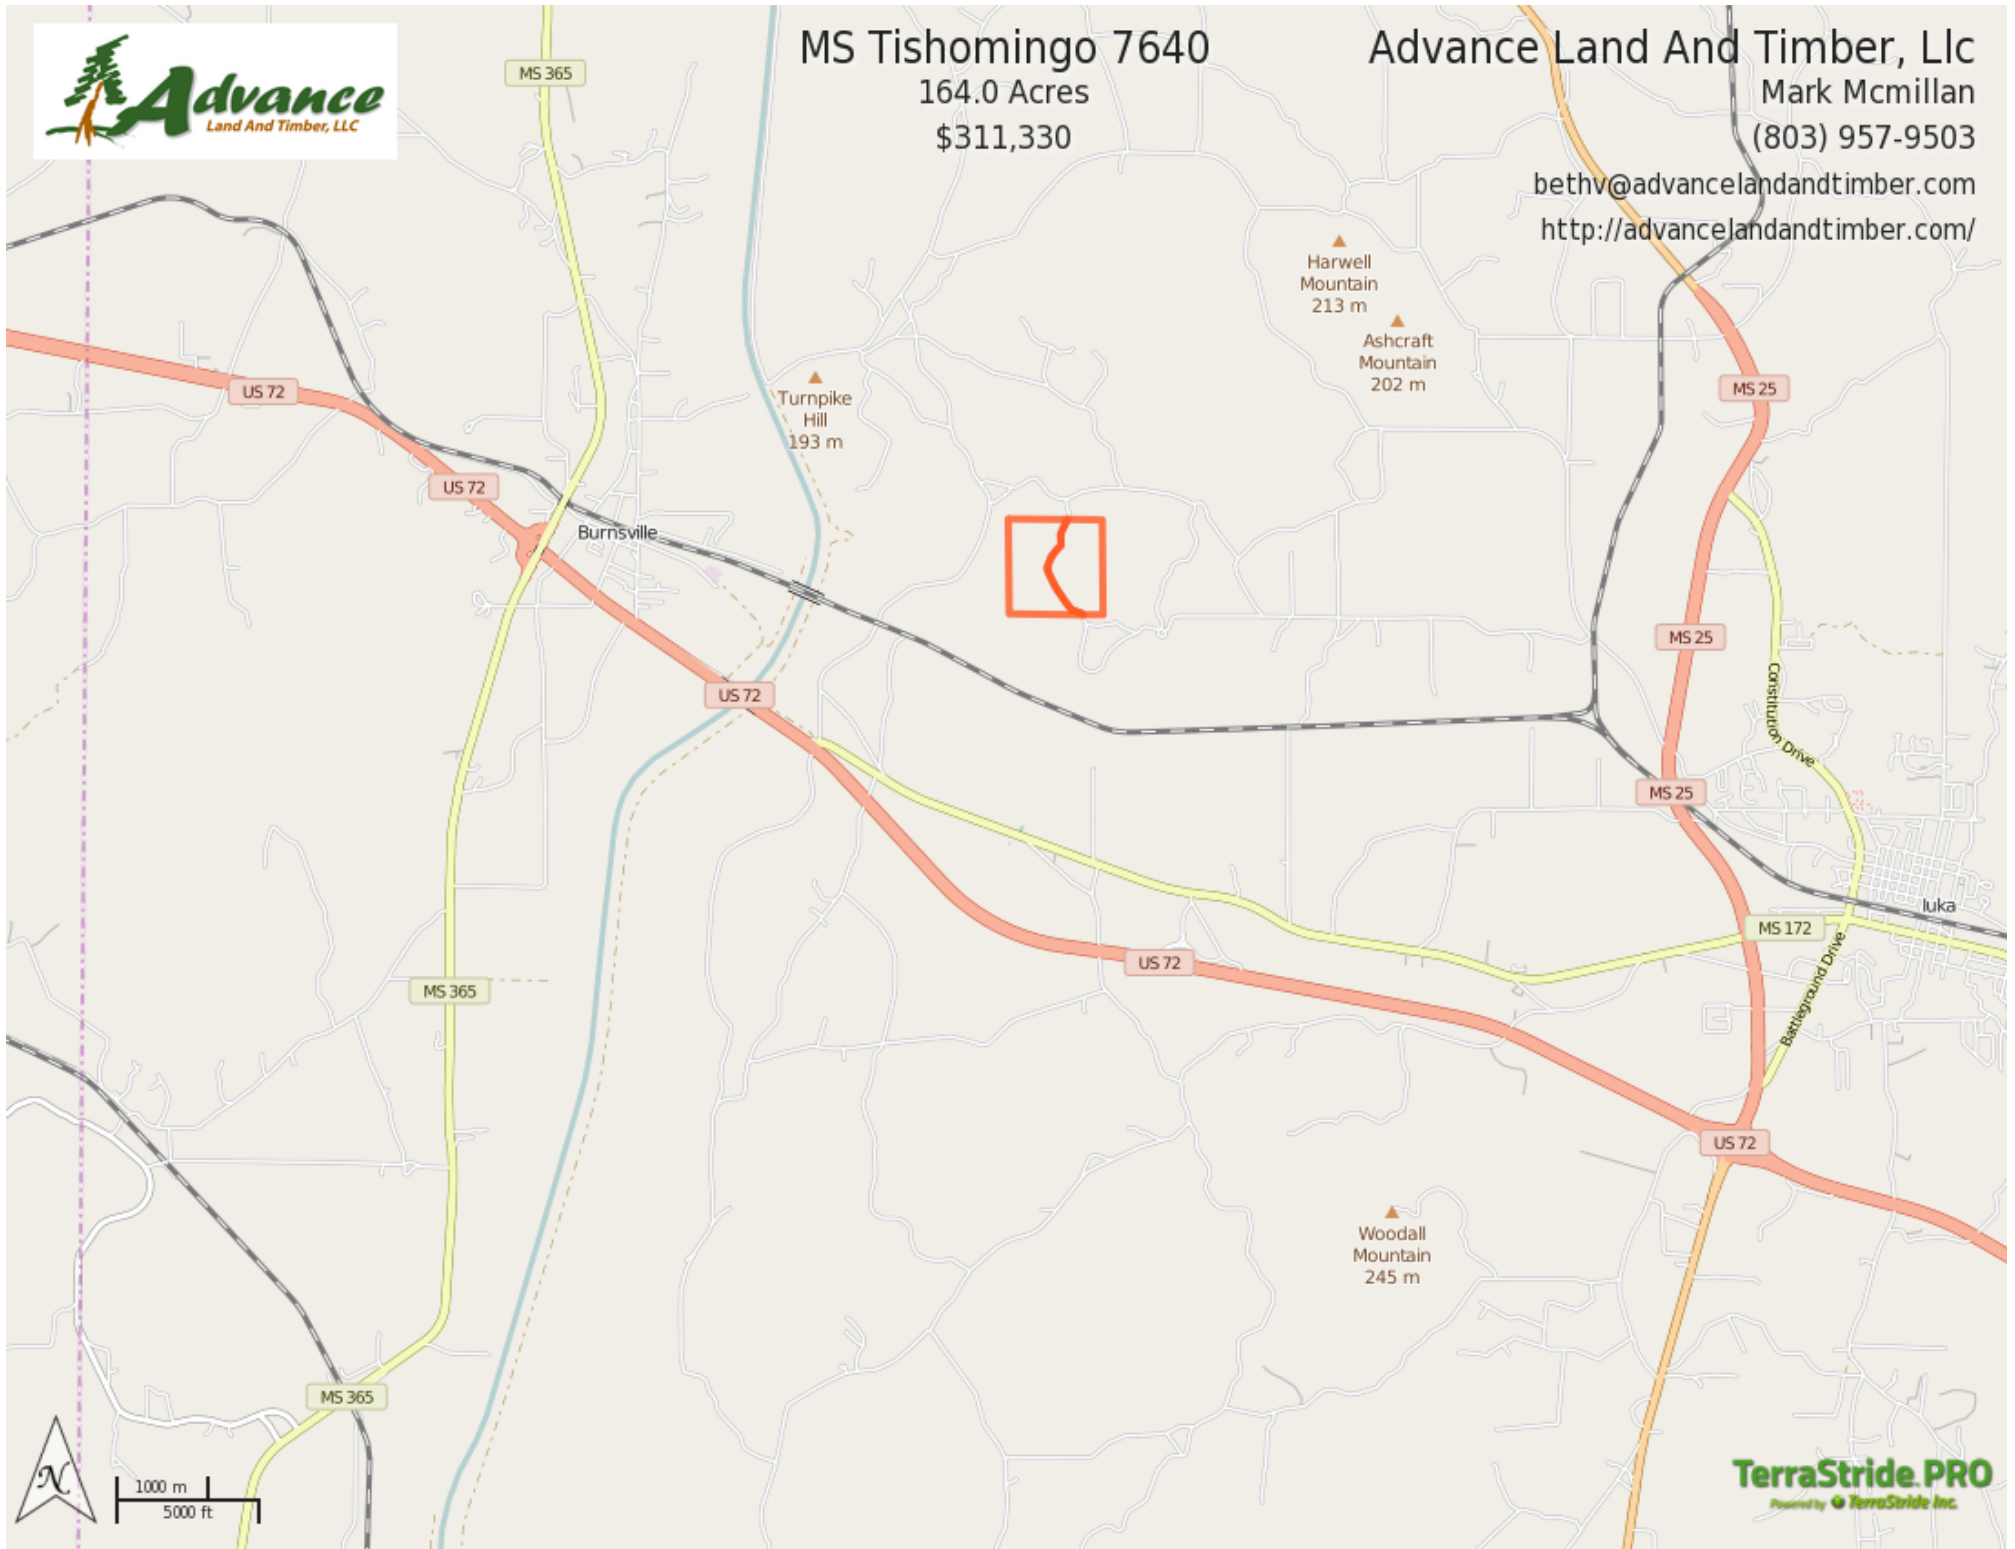 Advance
Land And Timber, LLC
MS Tishomingo 7640
164.0 Acres
$311,330
Advance Land And Timber, Llc
Mark Mcmillan
(803) 957-9503
bethv@advancelandandtimber.com
http://advancelandandtimber.com/
MS 365
Harwell
Mountain
213 m
Ashcraft
Mountain
202 m
Turnpike
Hill
193 m
US 72
MS 25
US 72
Burnsville
MS 25
US 72
Constitution Drive
MS 25
Iuka
MS 172
US 72
MS 365
Battleground Drive
US 72
Woodall
Mountain
245 m
MS 365
N
1000 m
5000 ft
TerraStride PRO
Powered by TerraStride Inc.